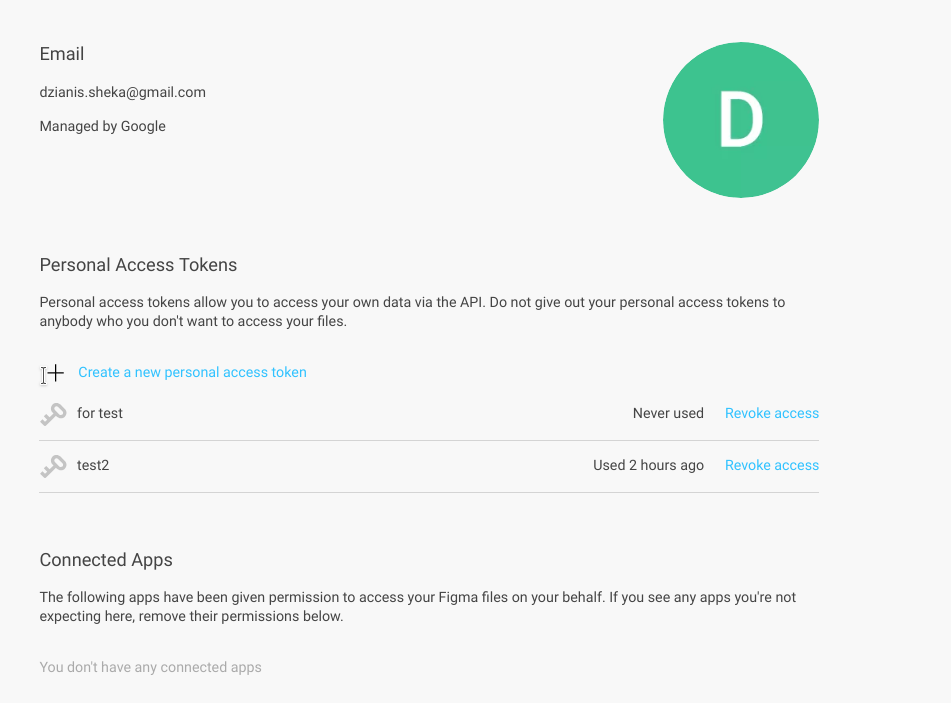 Email
dzianis.sheka@gmail.com
Managed by Google
D
Personal Access Tokens
Personal access tokens allow you to access your own data via the API. Do not give out your personal access tokens to
anybody who you don't want to access your files.
Create a new personal access token
for test Never used Revoke access
test2 Used 2 hours ago Revoke access
Connected Apps
The following apps have been given permission to access your Figma files on your behalf. If you see any apps you're not
expecting here, remove their permissions below.
You don't have any connected apps